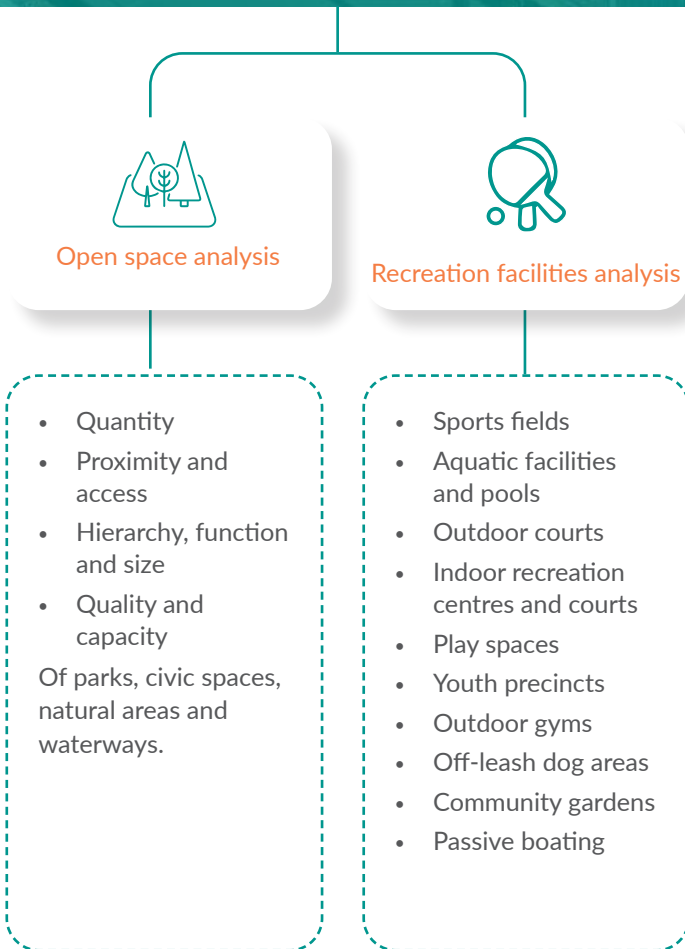 Open space analysis
• Quantity
• Proximity and
access
• Hierarchy, function
and size
• Quality and
capacity
Of parks, civic spaces,
natural areas and
waterways.
Recreation facilities analysis
• Sports fields
• Aquatic facilities
and pools
• Outdoor courts
• Indoor recreation
centres and courts
• Play spaces
• Youth precincts
• Outdoor gyms
• Off-leash dog areas
• Community gardens
• Passive boating